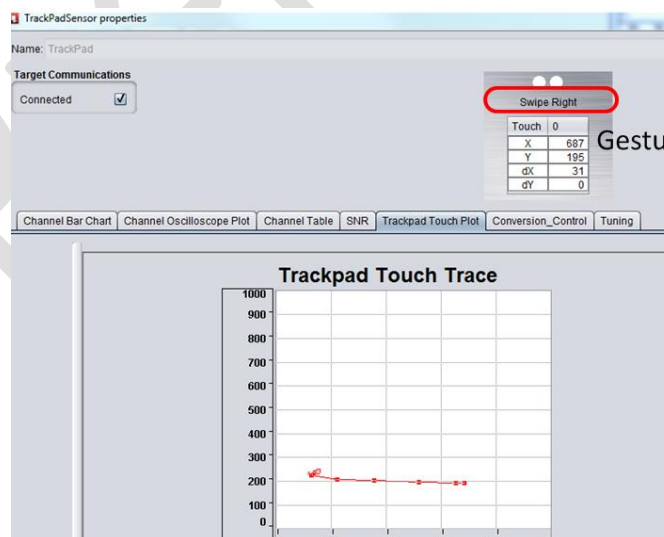 TrackPadSensor properties
Name: TrackPad
Target Communications
Connected
Swipe Right
Touch 0
X 687
Y 195
dX 31
dY 0
Gestu
Channel Bar Chart Channel Oscilloscope Plot Channel Table SNR Trackpad Touch Plot Conversion_Control Tuning
Trackpad Touch Trace
1000
900
800
700
600
500
400
300
200
100
0